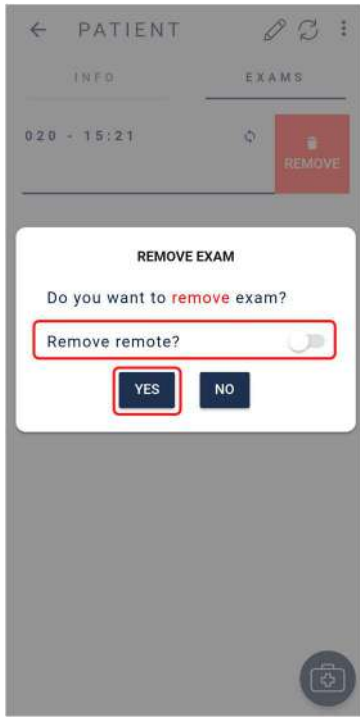 PATIENT
INFO EXAMS
020 - 15:21
REMOVE
REMOVE EXAM
Do you want to remove exam?
Remove remote?
YES NO